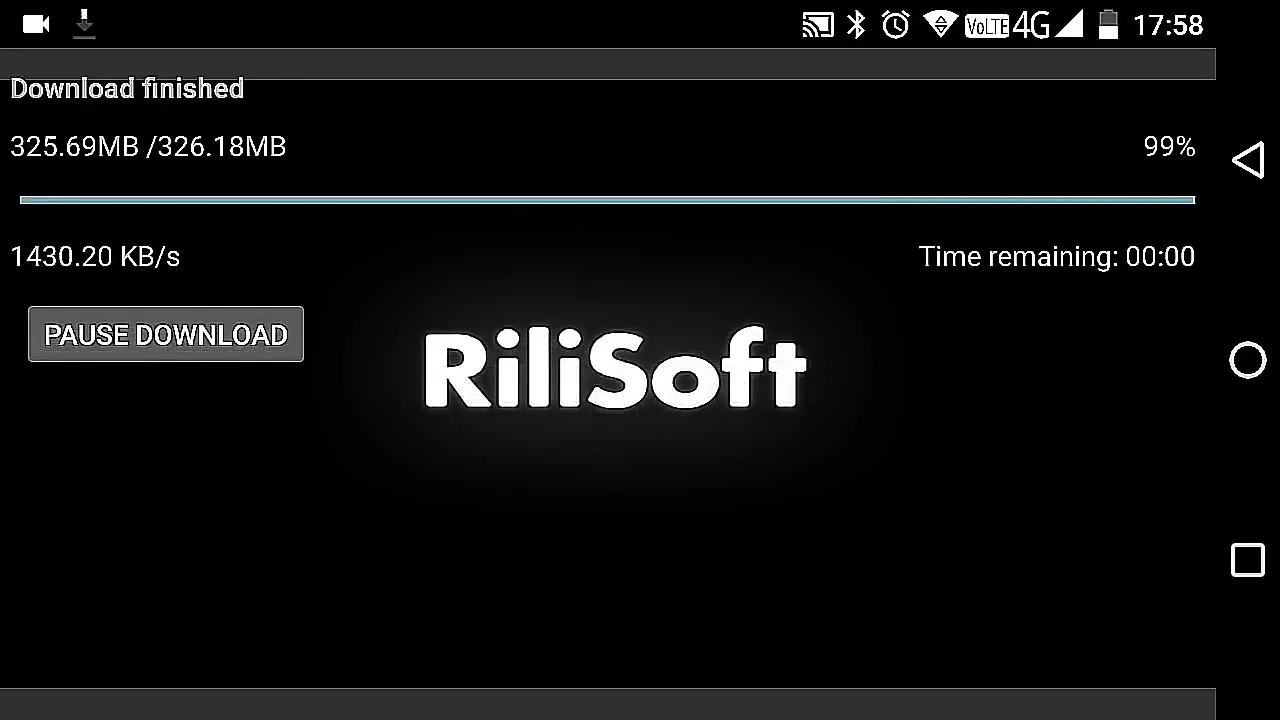 VoLTE 4G 17:58
Download finished
325.69MB /326.18MB 99%
1430.20 KB/s Time remaining: 00:00
PAUSE DOWNLOAD
RiliSoft